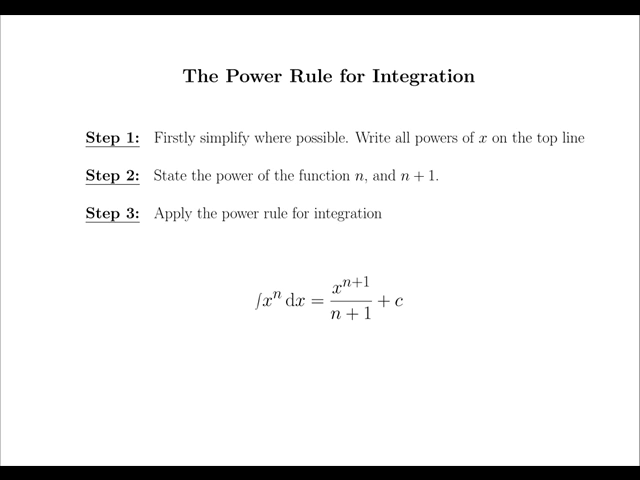 The Power Rule for Integration
Step 1: Firstly simplify where possible. Write all powers of x on the top line
Step 2: State the power of the function n, and n + 1.
Step 3: Apply the power rule for integration
∫xⁿ dx = xⁿ⁺¹/(n + 1) + c